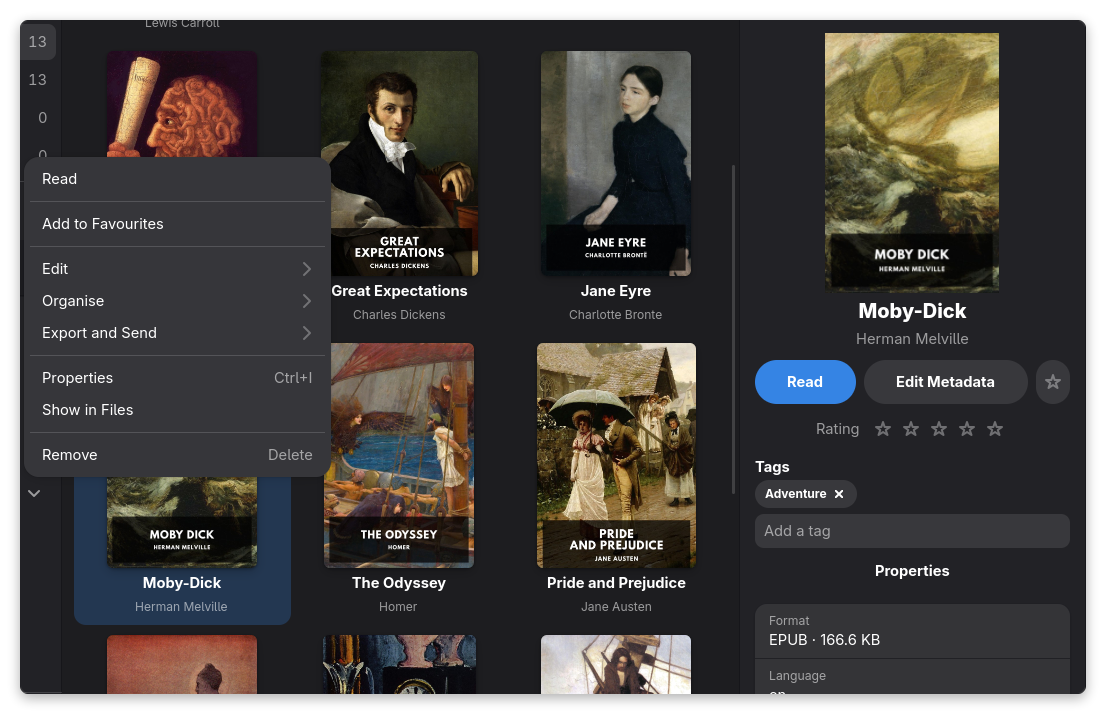 Lewis Carroll
13
13
0
0
Read
Add to Favourites
Edit
Organise
Export and Send
Properties Ctrl+I
Show in Files
Remove Delete
GREAT
EXPECTATIONS
CHARLES DICKENS
Great Expectations
Charles Dickens
JANE EYRE
CHARLOTTE BRONTË
Jane Eyre
Charlotte Bronte
MOBY DICK
HERMAN MELVILLE
Moby-Dick
Herman Melville
THE ODYSSEY
HOMER
The Odyssey
Homer
PRIDE
AND PREJUDICE
JANE AUSTEN
Pride and Prejudice
Jane Austen
MOBY DICK
HERMAN MELVILLE
Moby-Dick
Herman Melville
Read Edit Metadata
Rating
Tags
Adventure
Add a tag
Properties
Format
EPUB · 166.6 KB
Language
en